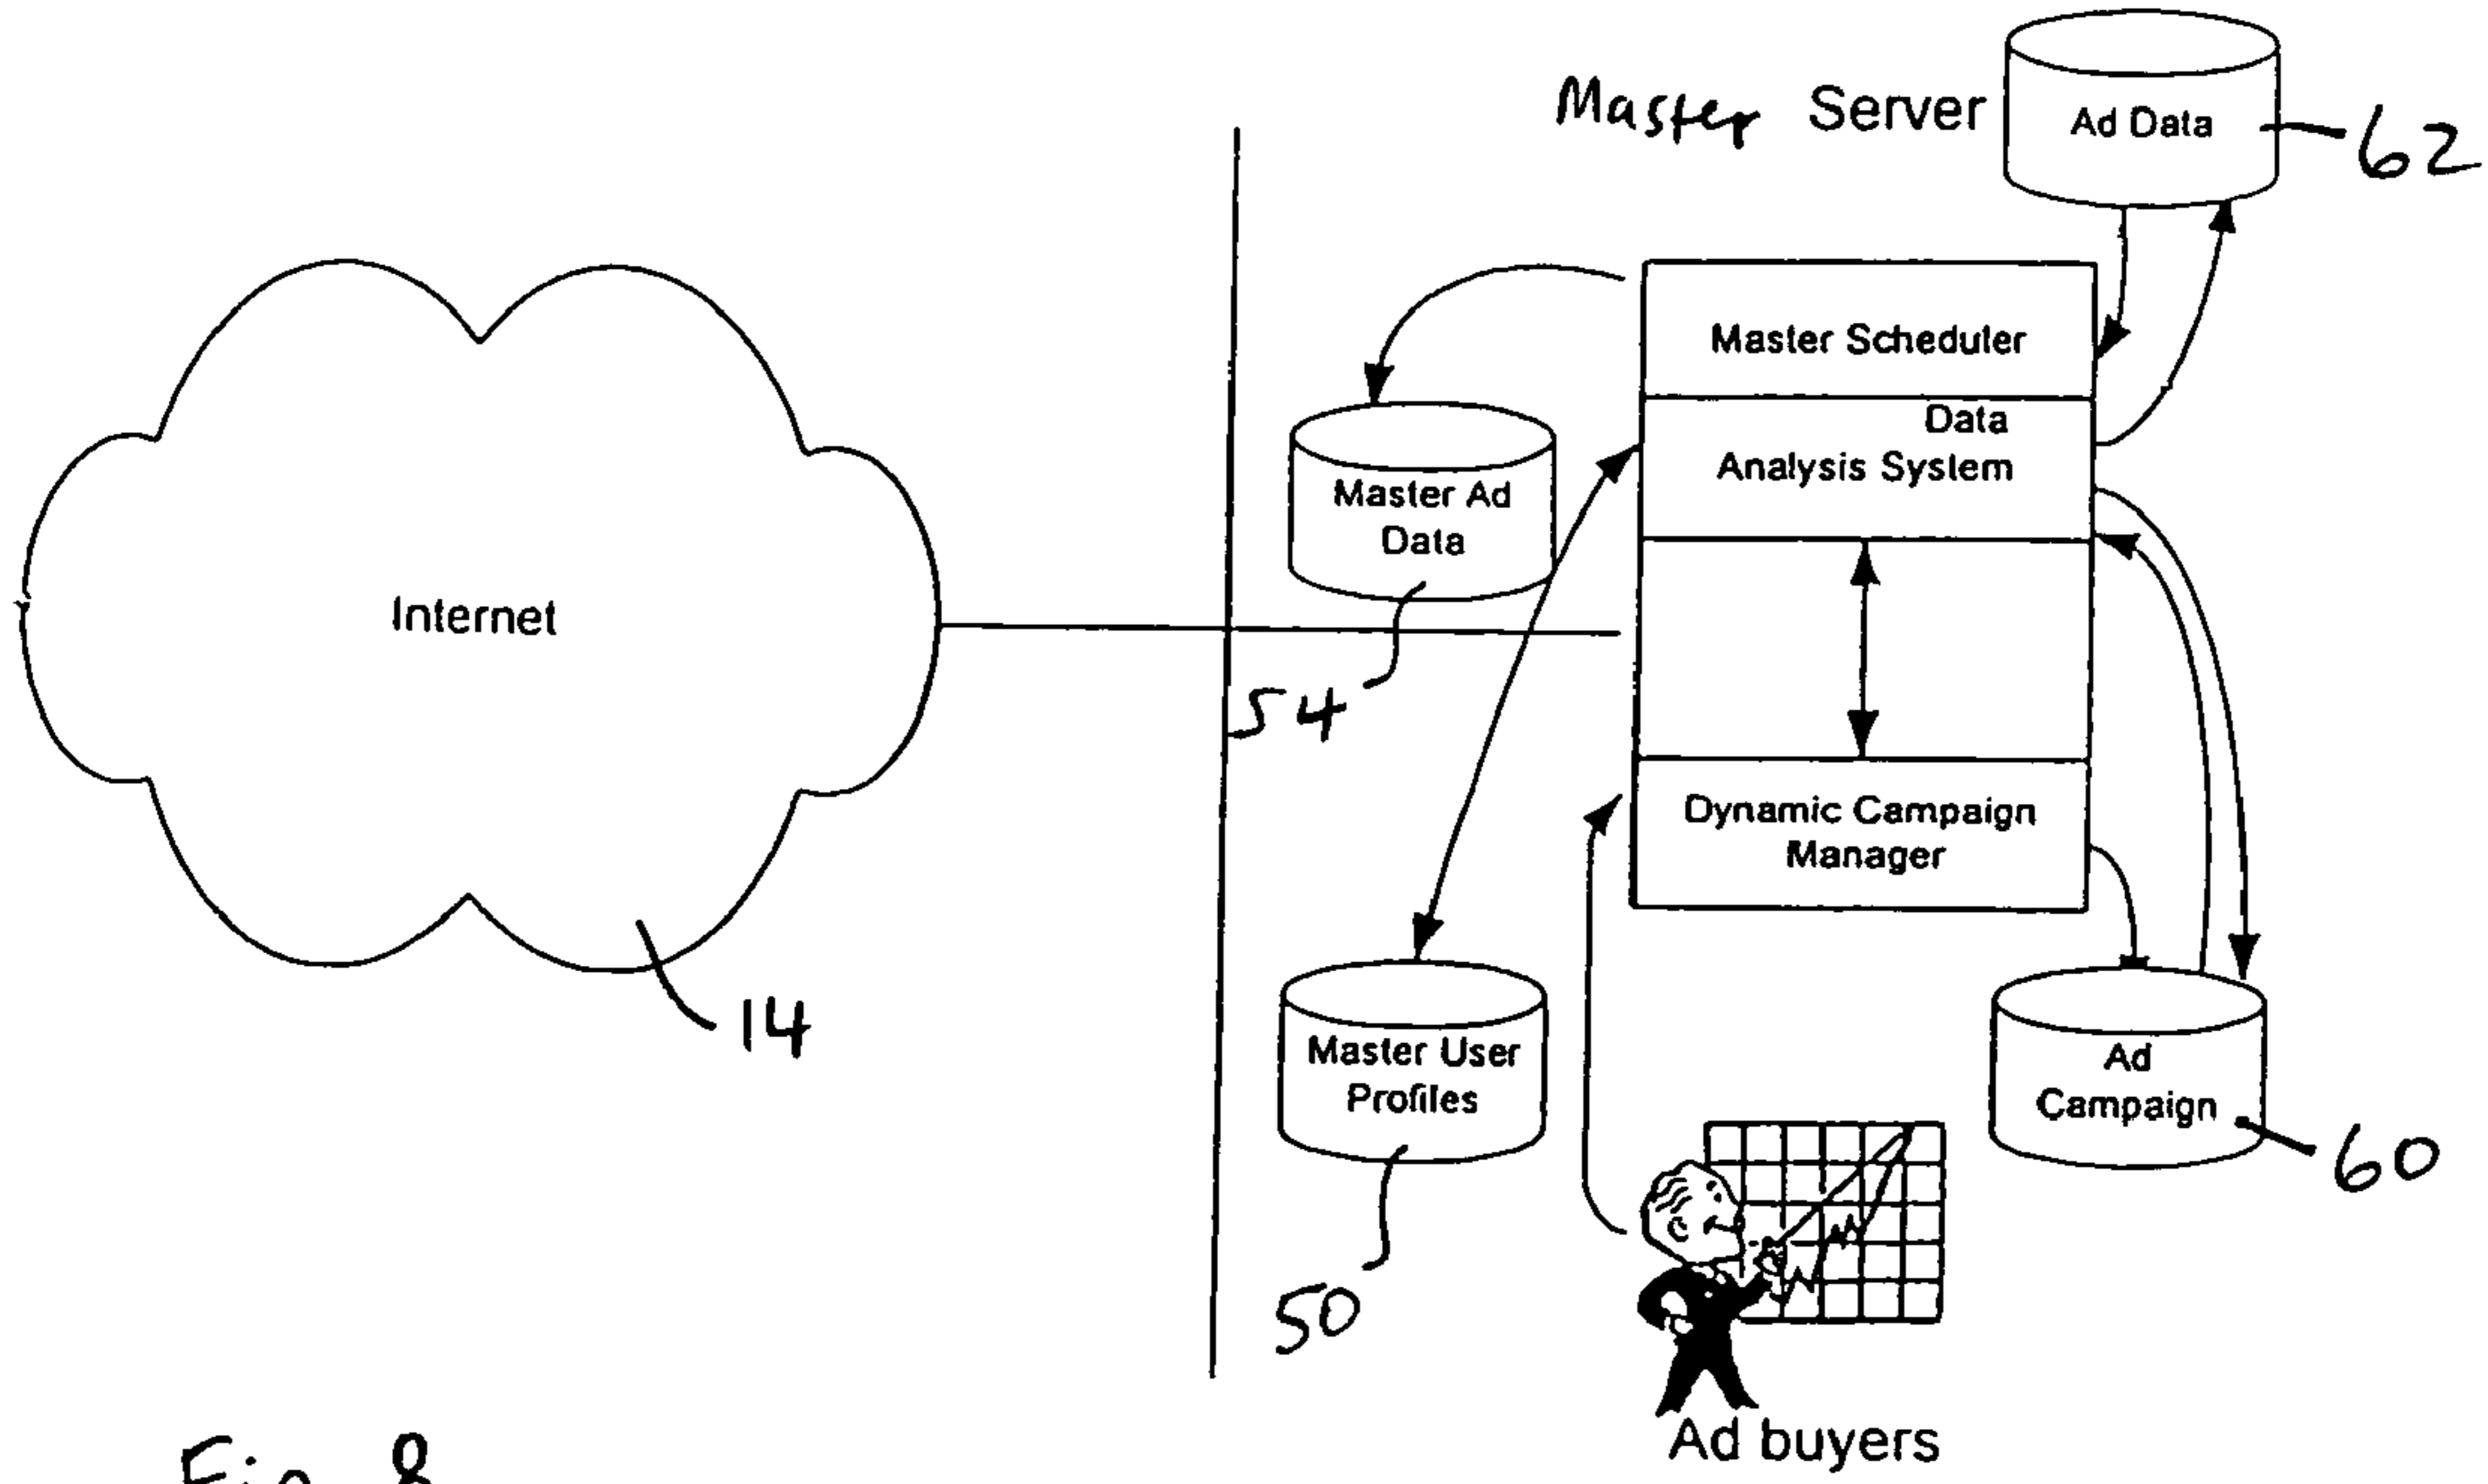 Master Server
Ad Data
62
Master Scheduler
Data
Analysis System
Master Ad
Data
Internet
54
Dynamic Campaign
Manager
14
Master User
Profiles
Ad
Campaign
60
50
Ad buyers
Fig. 8